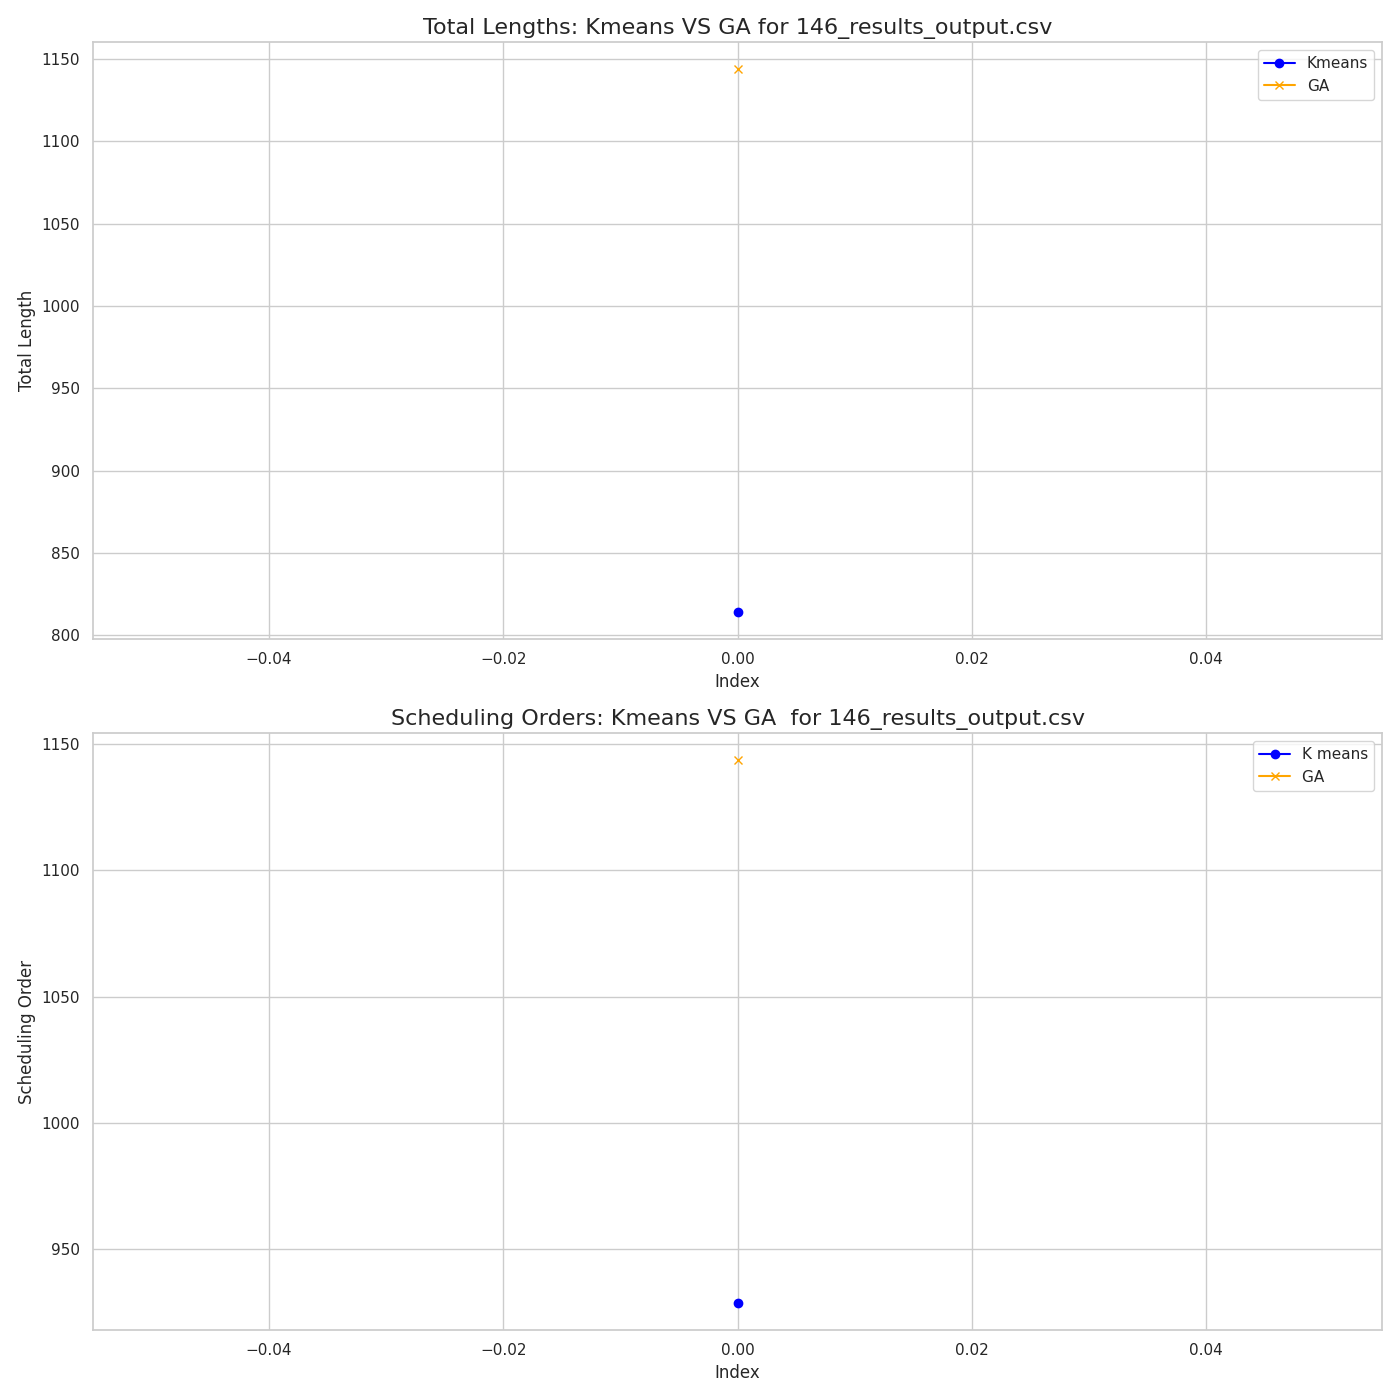 Total Lengths: Kmeans VS GA for 146_results_output.csv
1150
1100
1050
1000
950
900
850
800
Total Length
Kmeans
GA
−0.04
−0.02
0.00
0.02
0.04
Index
Scheduling Orders: Kmeans VS GA  for 146_results_output.csv
1150
1100
1050
1000
950
Scheduling Order
K means
GA
−0.04
−0.02
0.00
0.02
0.04
Index